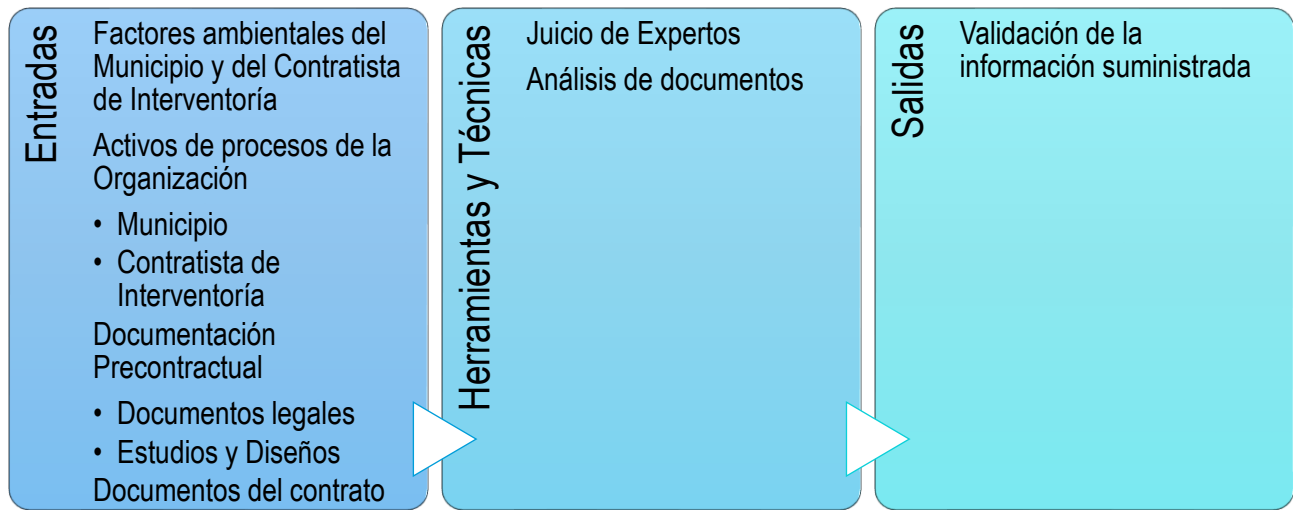 Entradas
Factores ambientales del
Municipio y del Contratista
de Interventoría
Activos de procesos de la
Organización
• Municipio
• Contratista de
Interventoría
Documentación
Precontractual
• Documentos legales
• Estudios y Diseños
Documentos del contrato
Herramientas y Técnicas
Juicio de Expertos
Análisis de documentos
Salidas
Validación de la
información suministrada